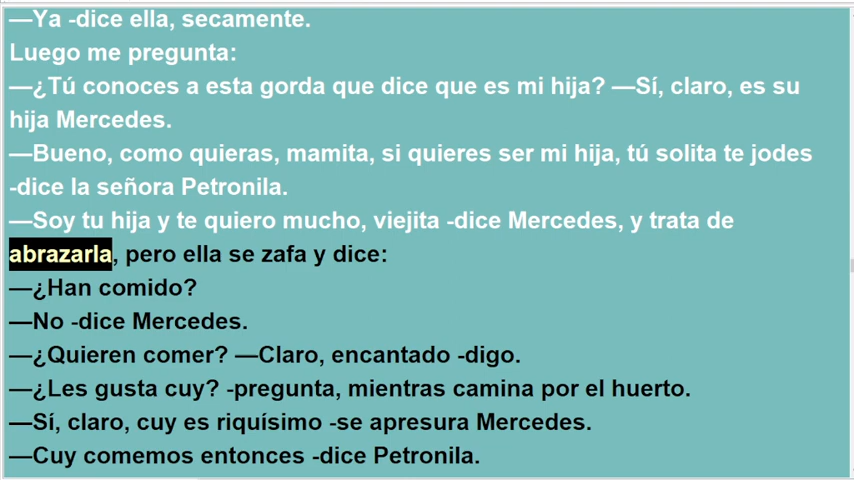 —Ya -dice ella, secamente.
Luego me pregunta:
—¿Tú conoces a esta gorda que dice que es mi hija? —Sí, claro, es su
hija Mercedes.
—Bueno, como quieras, mamita, si quieres ser mi hija, tú solita te jodes
-dice la señora Petronila.
—Soy tu hija y te quiero mucho, viejita -dice Mercedes, y trata de
abrazarla, pero ella se zafa y dice:
—¿Han comido?
—No -dice Mercedes.
—¿Quieren comer? —Claro, encantado -digo.
—¿Les gusta cuy? -pregunta, mientras camina por el huerto.
—Sí, claro, cuy es riquísimo -se apresura Mercedes.
—Cuy comemos entonces -dice Petronila.